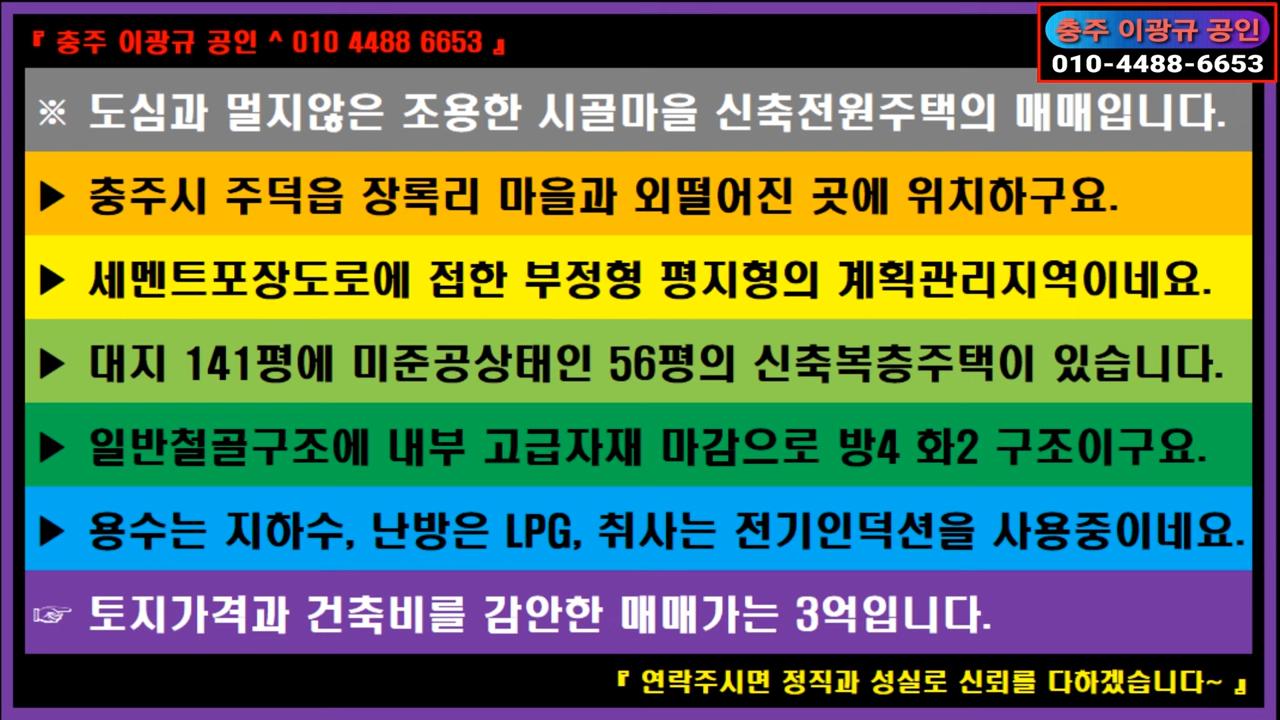 『 충주 이광규 공인 ^ 010 4488 6653 』
충주 이광규 공인
010-4488-6653
※ 도심과 멀지않은 조용한 시골마을 신축전원주택의 매매입니다.
▶ 충주시 주덕읍 장록리 마을과 외떨어진 곳에 위치하구요.
▶ 세멘트포장도로에 접한 부정형 평지형의 계획관리지역이네요.
▶ 대지 141평에 미준공상태인 56평의 신축복층주택이 있습니다.
▶ 일반철골구조에 내부 고급자재 마감으로 방4 화2 구조이구요.
▶ 용수는 지하수, 난방은 LPG, 취사는 전기인덕션을 사용중이네요.
☞ 토지가격과 건축비를 감안한 매매가는 3억입니다.
『 연락주시면 정직과 성실로 신뢰를 다하겠습니다~ 』